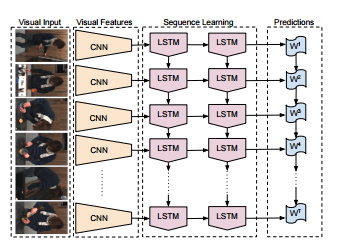 Visual Input Visual Features Sequence Learning Predictions
CNN LSTM LSTM W¹
CNN LSTM LSTM W²
CNN LSTM LSTM W³
CNN LSTM LSTM W⁴
CNN LSTM LSTM Wᵀ